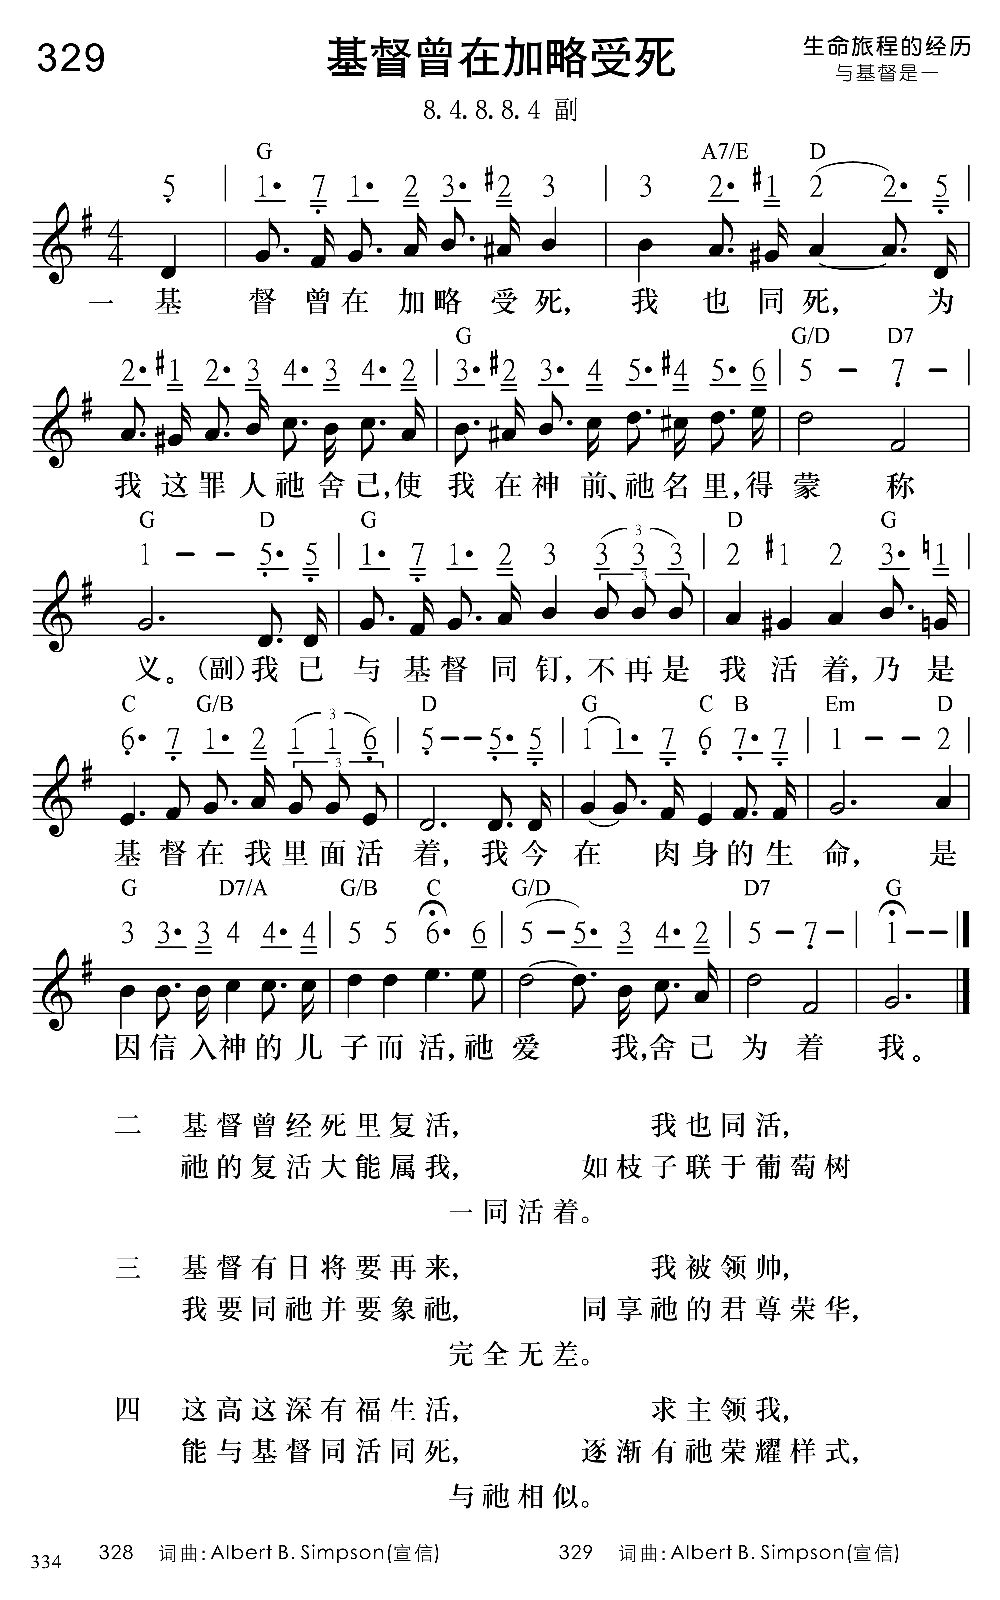 329
基督曾在加略受死
生命旅程的经历
与基督是一
8.4.8.8.4 副
G A7/E D
5 | 1• 7 1• 2 3• #2 3 | 3 2• #1 2 2• 5 |
4
4
一 基 督 曾 在 加 略 受 死, 我 也 同 死, 为
G G/D D7
2• #1 2• 3 4• 3 4• 2 | 3• #2 3• 4 5• #4 5• 6 | 5 - 7 - |
我 这 罪 人 祂 舍 己,使 我 在 神 前、祂 名 里,得 蒙 称
G D G D G
1 - - 5• 5 | 1• 7 1• 2 3 3 3 3 | 2 #1 2 3• ♮1 |
3
3
义。(副)我 已 与 基 督 同 钉,不 再 是 我 活 着,乃 是
C G/B D G C B Em D
6• 7 1• 2 1 1 6 | 5 - - 5• 5 | 1 1• 7 6 7• 7 | 1 - - 2 |
3
3
基 督 在 我 里 面 活 着, 我 今 在 肉 身 的 生 命, 是
G D7/A G/B C G/D D7 G
3 3• 3 4 4• 4 | 5 5 6• 6 | 5 - 5• 3 4• 2 | 5 - 7 - | 1 - -
因 信 入 神 的 儿 子 而 活,祂 爱 我,舍 己 为 着 我。
二 基督曾经死里复活, 我也同活,
祂的复活大能属我, 如枝子联于葡萄树
一同活着。
三 基督有日将要再来, 我被领帅,
我要同祂并要象祂, 同享祂的君尊荣华,
完全无差。
四 这高这深有福生活, 求主领我,
能与基督同活同死, 逐渐有祂荣耀样式,
与祂相似。
334 328 词曲:Albert B. Simpson(宣信) 329 词曲:Albert B. Simpson(宣信)